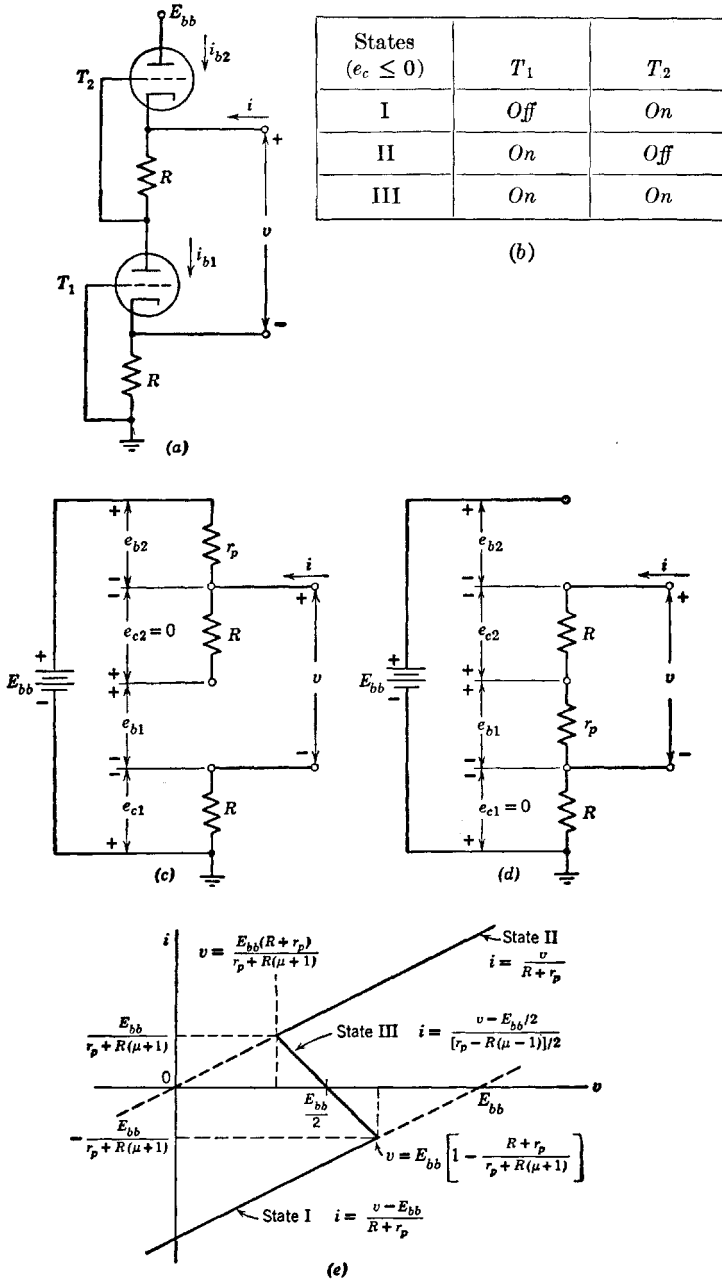 E_bb
i_b2
T_2
i
+
R
v
i_b1
T_1
−
R
(a)
States
(e_c ≤ 0)
T_1
T_2
I
Off
On
II
On
Off
III
On
On
(b)
+
e_b2
r_p
−
i
−
+
e_c2 = 0
R
+
E_bb
v
−
+
+
e_b1
−
−
−
e_c1
R
+
(c)
+
e_b2
−
i
−
+
e_c2
R
+
E_bb
v
−
+
+
e_b1
r_p
−
−
−
e_c1 = 0
R
+
(d)
i
v = E_bb(R + r_p) / r_p + R(μ + 1)
State II
i = v / R + r_p
E_bb / r_p + R(μ + 1)
State III i = v − E_bb/2 / [r_p − R(μ − 1)]/2
0
E_bb / 2
E_bb
v
− E_bb / r_p + R(μ + 1)
v = E_bb [1 − R + r_p / r_p + R(μ + 1)]
State I i = v − E_bb / R + r_p
(e)